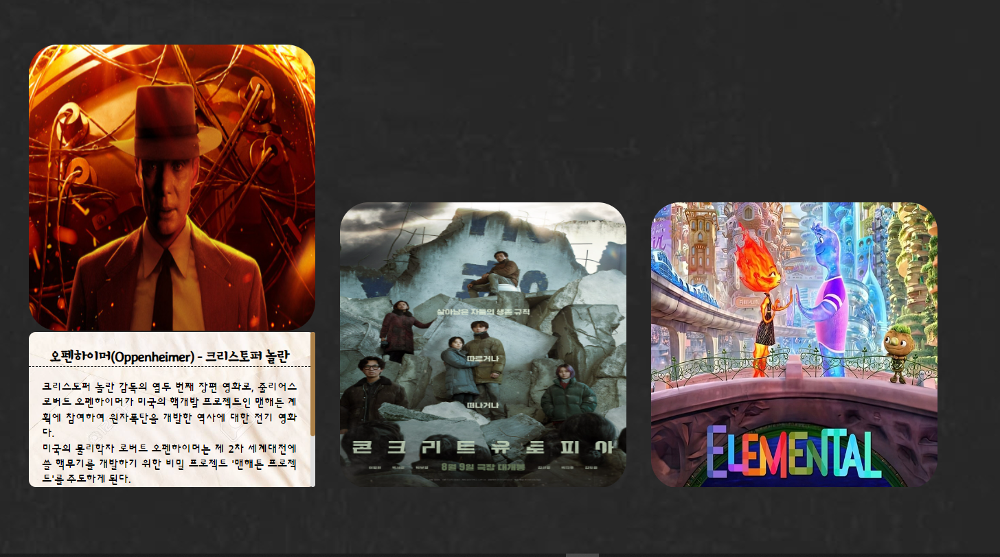 오펜하이머(Oppenheimer) - 크리스토퍼 놀란
크리스토퍼 놀란 감독의 열두 번째 장편 영화로, 줄리어스
로버트 오펜하이머가 미국의 핵개발 프로젝트인 맨해튼 계
획에 참여하여 원자폭탄을 개발한 역사에 대한 전기 영화
다.
미국의 물리학자 로버트 오펜하이머는 제 2차 세계대전에
쓸 핵무기를 개발하기 위한 비밀 프로젝트 '맨해튼 프로젝
트'를 주도하게 된다.
살아남은 자들의 생존 규칙
따르거나
떠나거나
콘크리트 유토피아
8월 9일 극장 대개봉
FIREPLATE
ELEMENTAL